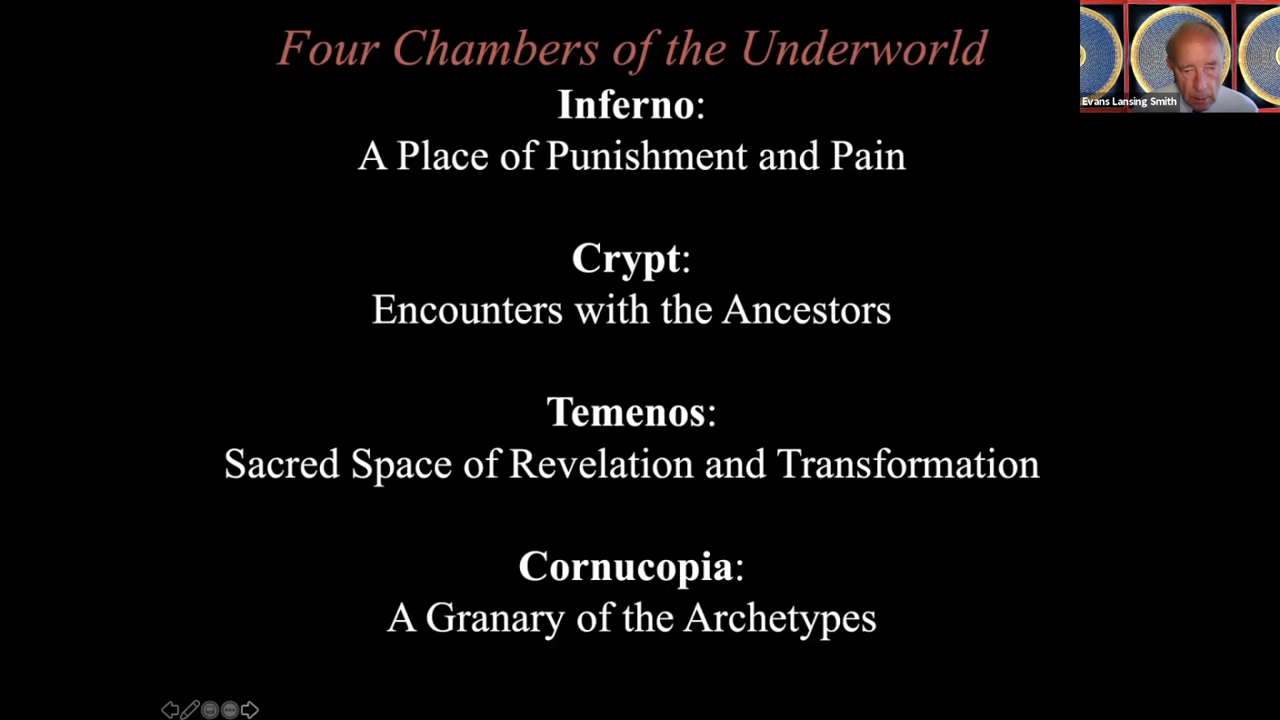 Four Chambers of the Underworld
Inferno:
A Place of Punishment and Pain
Crypt:
Encounters with the Ancestors
Temenos:
Sacred Space of Revelation and Transformation
Cornucopia:
A Granary of the Archetypes
Evans Lansing Smith